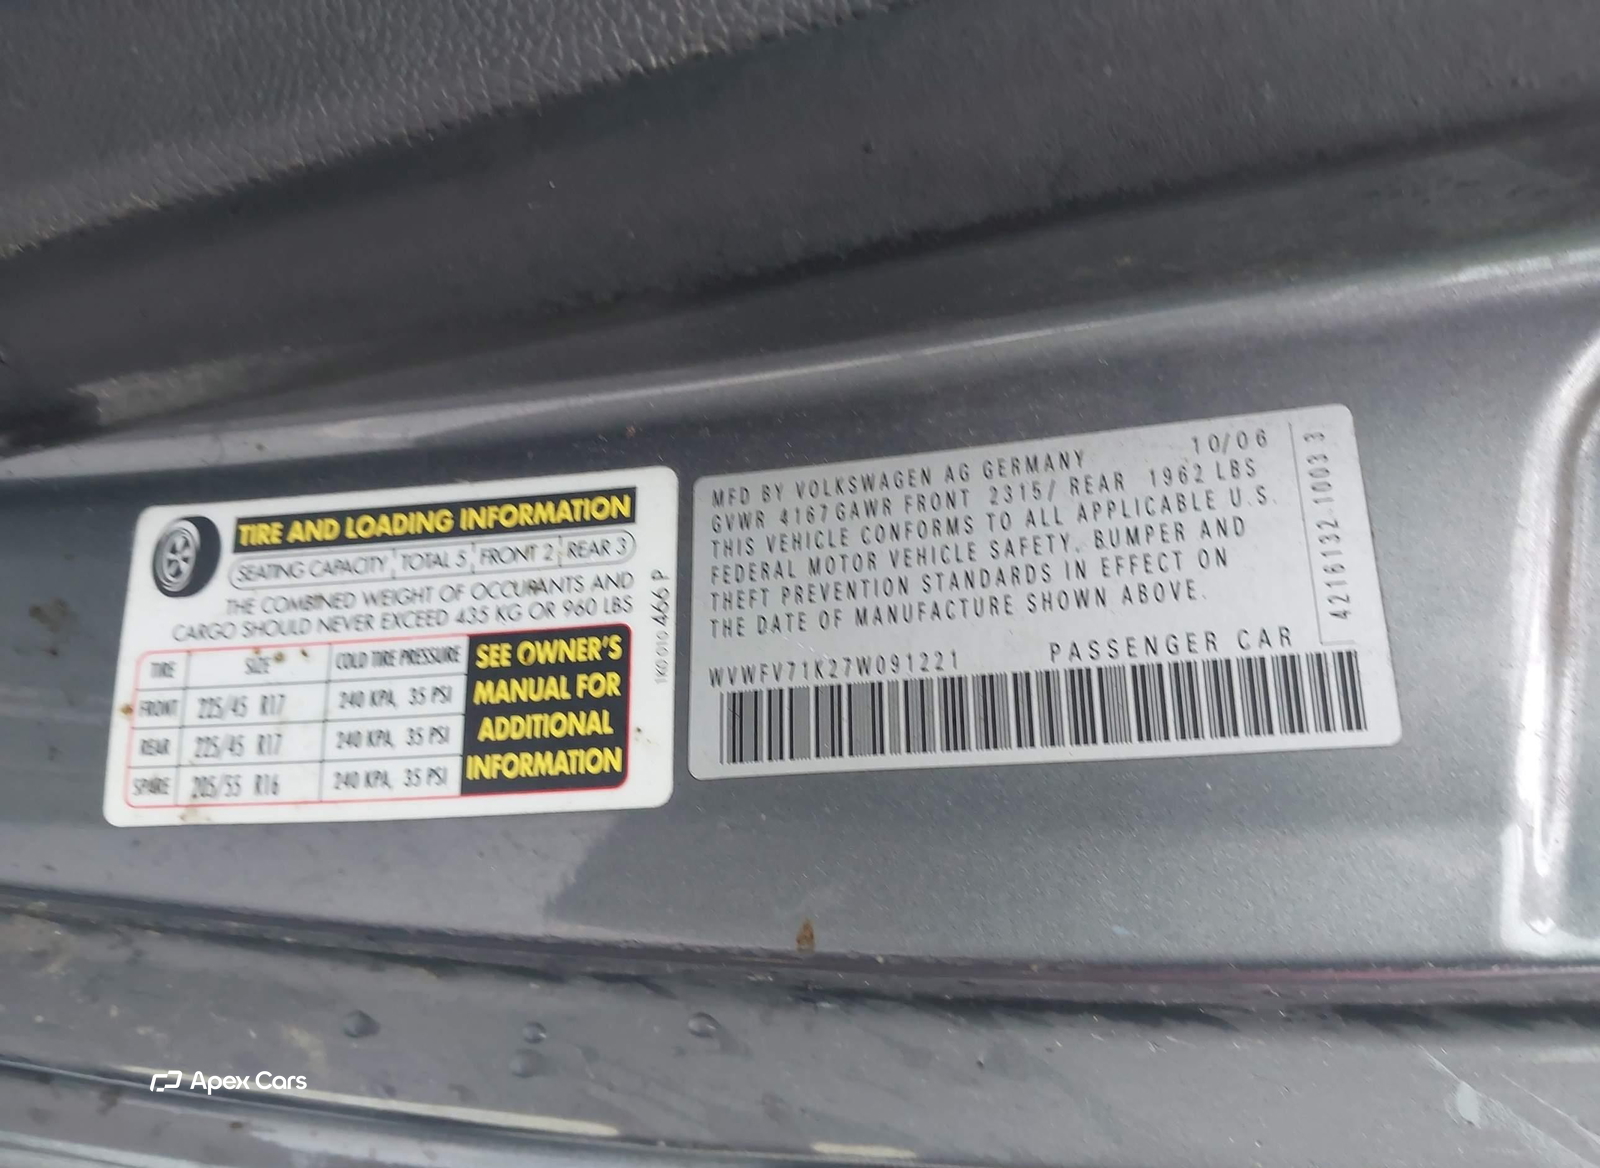 TIRE AND LOADING INFORMATION
SEATING CAPACITY TOTAL 5 FRONT 2 REAR 3
THE COMBINED WEIGHT OF OCCUPANTS AND
CARGO SHOULD NEVER EXCEED 435 KG OR 960 LBS
TIRE SIZE COLD TIRE PRESSURE
FRONT 225/45 R17 240 KPA, 35 PSI
REAR 225/45 R17 240 KPA, 35 PSI
SPARE 205/55 R16 240 KPA, 35 PSI
SEE OWNER'S
MANUAL FOR
ADDITIONAL
INFORMATION
1K0 010 466 P
MFD BY VOLKSWAGEN AG GERMANY 10/06
GVWR 4167 GAWR FRONT 2315/ REAR 1962 LBS
THIS VEHICLE CONFORMS TO ALL APPLICABLE U.S.
FEDERAL MOTOR VEHICLE SAFETY, BUMPER AND
THEFT PREVENTION STANDARDS IN EFFECT ON
THE DATE OF MANUFACTURE SHOWN ABOVE.
WVWFV71K27W091221 PASSENGER CAR
4216132-10033
Apex Cars